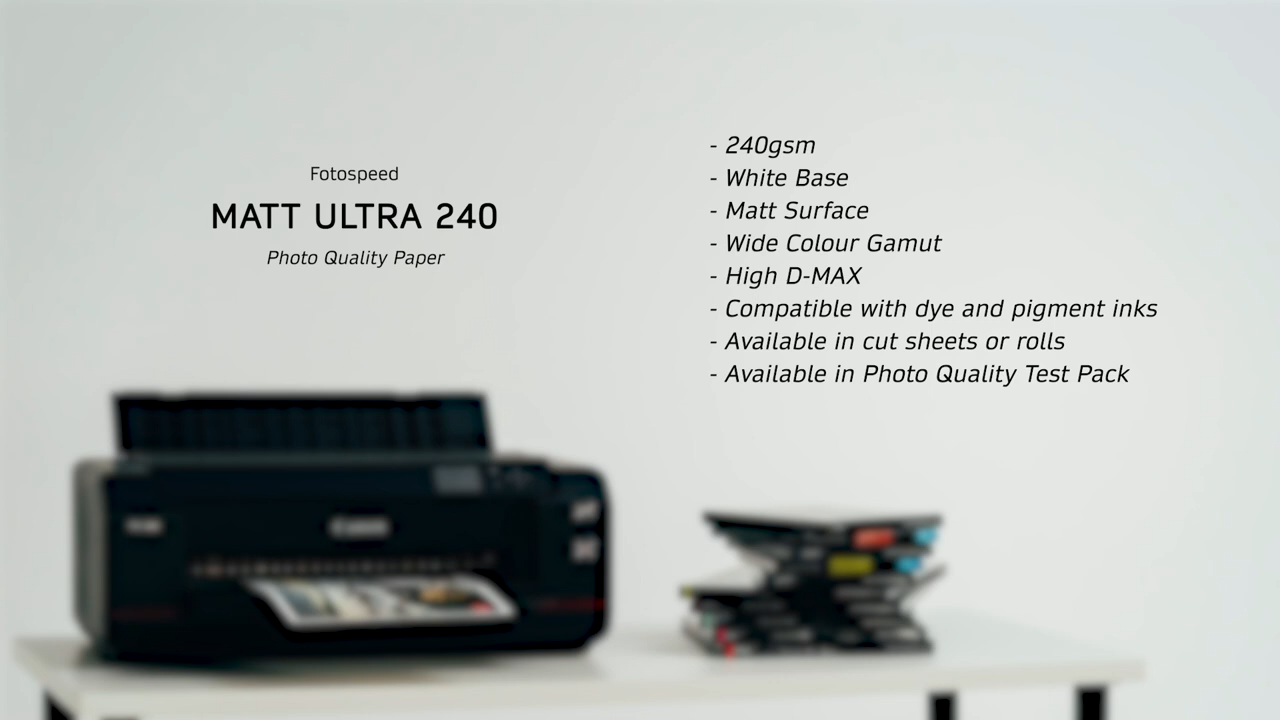 Fotospeed
MATT ULTRA 240
Photo Quality Paper
- 240gsm
- White Base
- Matt Surface
- Wide Colour Gamut
- High D-MAX
- Compatible with dye and pigment inks
- Available in cut sheets or rolls
- Available in Photo Quality Test Pack
Canon